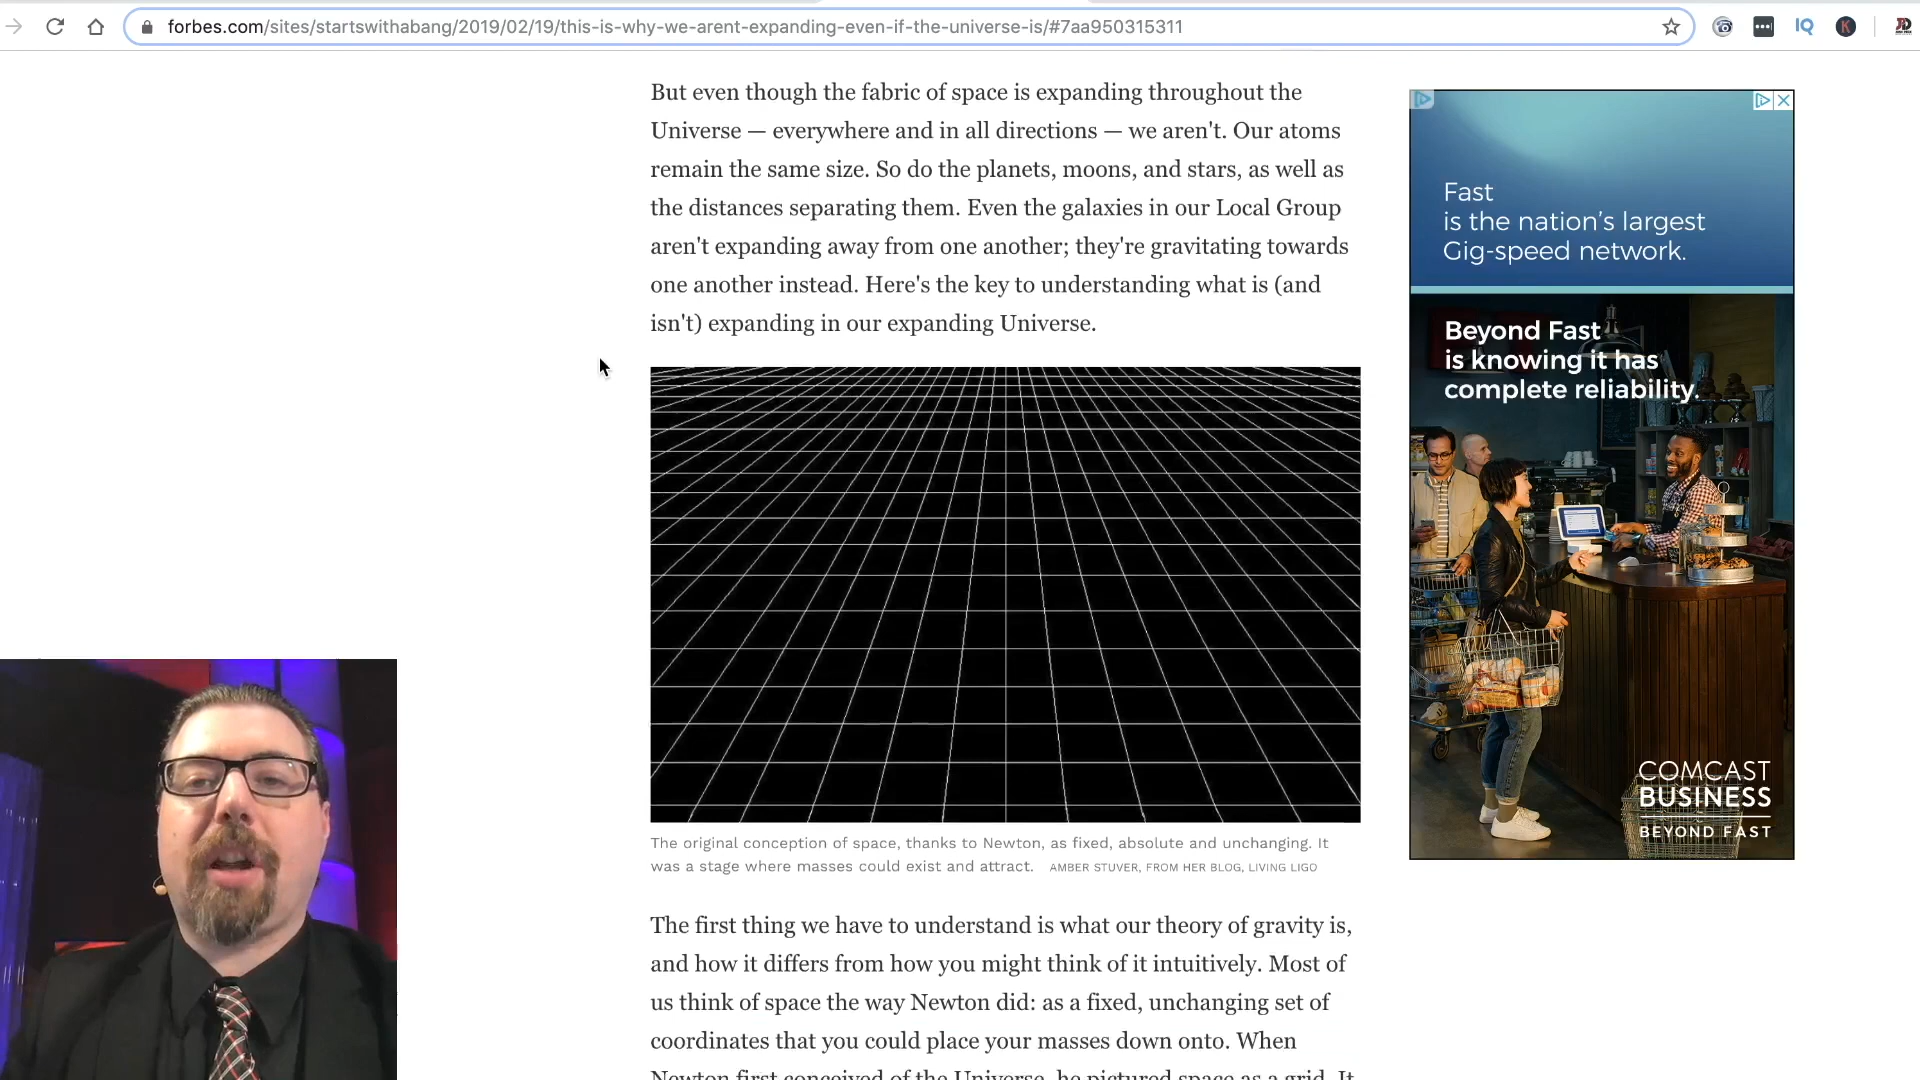 forbes.com/sites/startswithabang/2019/02/19/this-is-why-we-arent-expanding-even-if-the-universe-is/#7aa950315311
IQ
K
But even though the fabric of space is expanding throughout the
Universe — everywhere and in all directions — we aren't. Our atoms
remain the same size. So do the planets, moons, and stars, as well as
the distances separating them. Even the galaxies in our Local Group
aren't expanding away from one another; they're gravitating towards
one another instead. Here's the key to understanding what is (and
isn't) expanding in our expanding Universe.
The original conception of space, thanks to Newton, as fixed, absolute and unchanging. It
was a stage where masses could exist and attract. AMBER STUVER, FROM HER BLOG, LIVING LIGO
The first thing we have to understand is what our theory of gravity is,
and how it differs from how you might think of it intuitively. Most of
us think of space the way Newton did: as a fixed, unchanging set of
coordinates that you could place your masses down onto. When
Newton first conceived of the Universe, he pictured space as a grid. It
Fast
is the nation's largest
Gig-speed network.
Beyond Fast
is knowing it has
complete reliability.
COMCAST
BUSINESS
BEYOND FAST